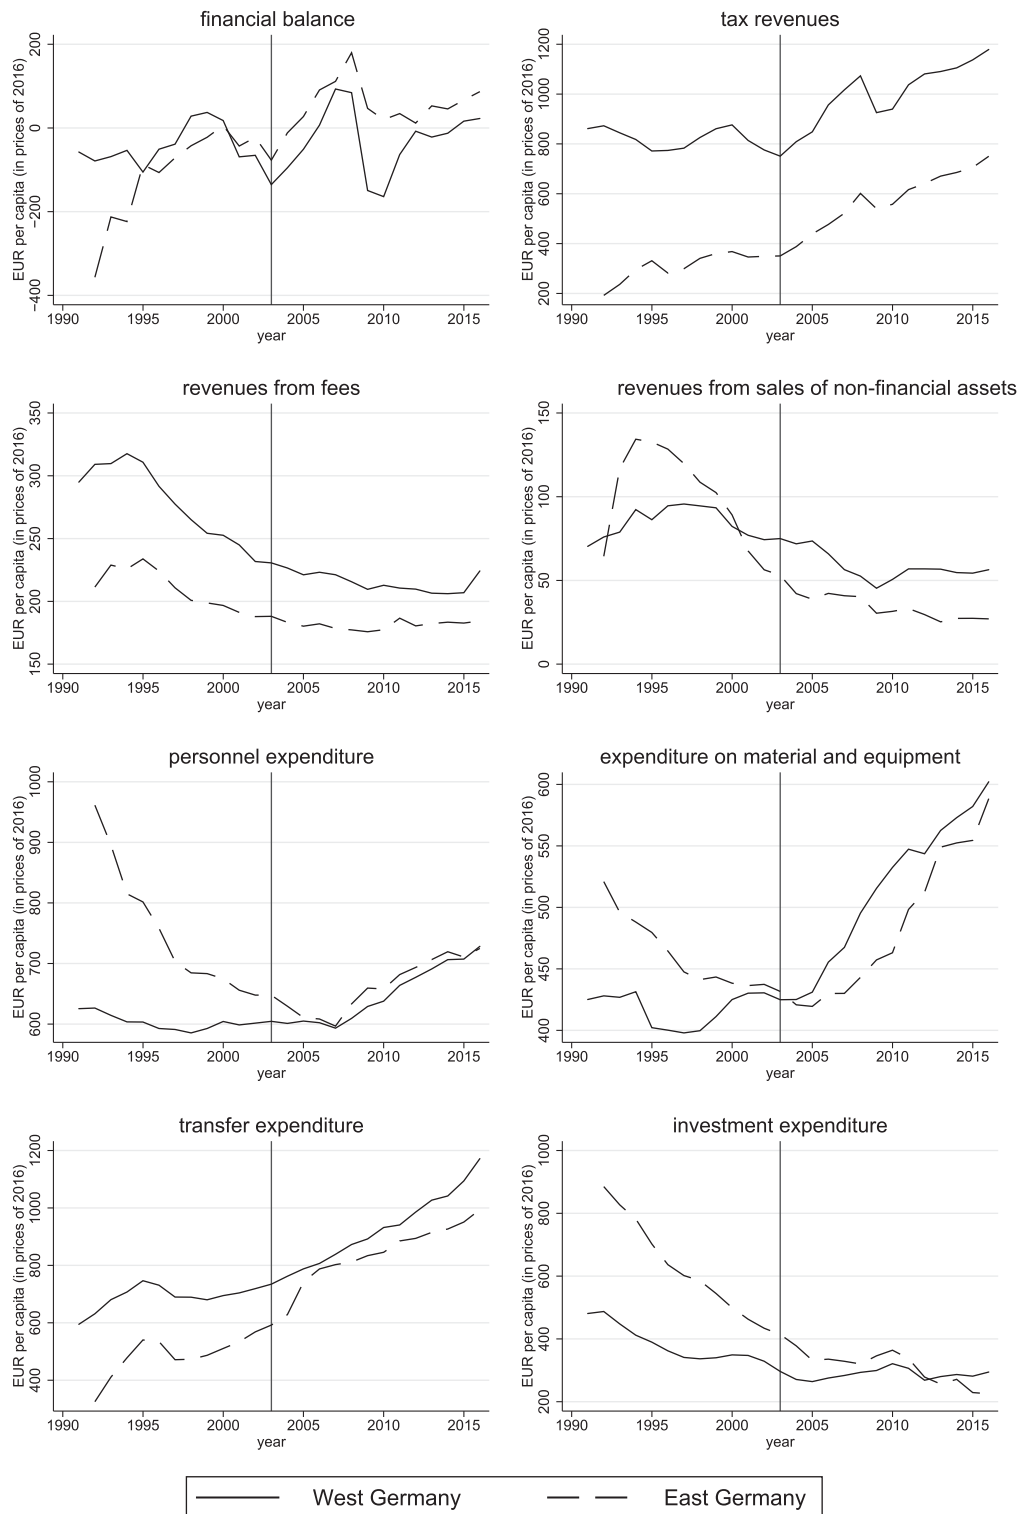 financial balance
EUR per capita (in prices of 2016)
200
0
−200
−400
1990 1995 2000 2005 2010 2015
year
tax revenues
EUR per capita (in prices of 2016)
1200
1000
800
600
400
200
1990 1995 2000 2005 2010 2015
year
revenues from fees
EUR per capita (in prices of 2016)
350
300
250
200
150
1990 1995 2000 2005 2010 2015
year
revenues from sales of non-financial assets
EUR per capita (in prices of 2016)
150
100
50
0
1990 1995 2000 2005 2010 2015
year
personnel expenditure
EUR per capita (in prices of 2016)
1000
900
800
700
600
1990 1995 2000 2005 2010 2015
year
expenditure on material and equipment
EUR per capita (in prices of 2016)
600
550
500
450
400
1990 1995 2000 2005 2010 2015
year
transfer expenditure
EUR per capita (in prices of 2016)
1200
1000
800
600
400
1990 1995 2000 2005 2010 2015
year
investment expenditure
EUR per capita (in prices of 2016)
1000
800
600
400
200
1990 1995 2000 2005 2010 2015
year
West Germany East Germany